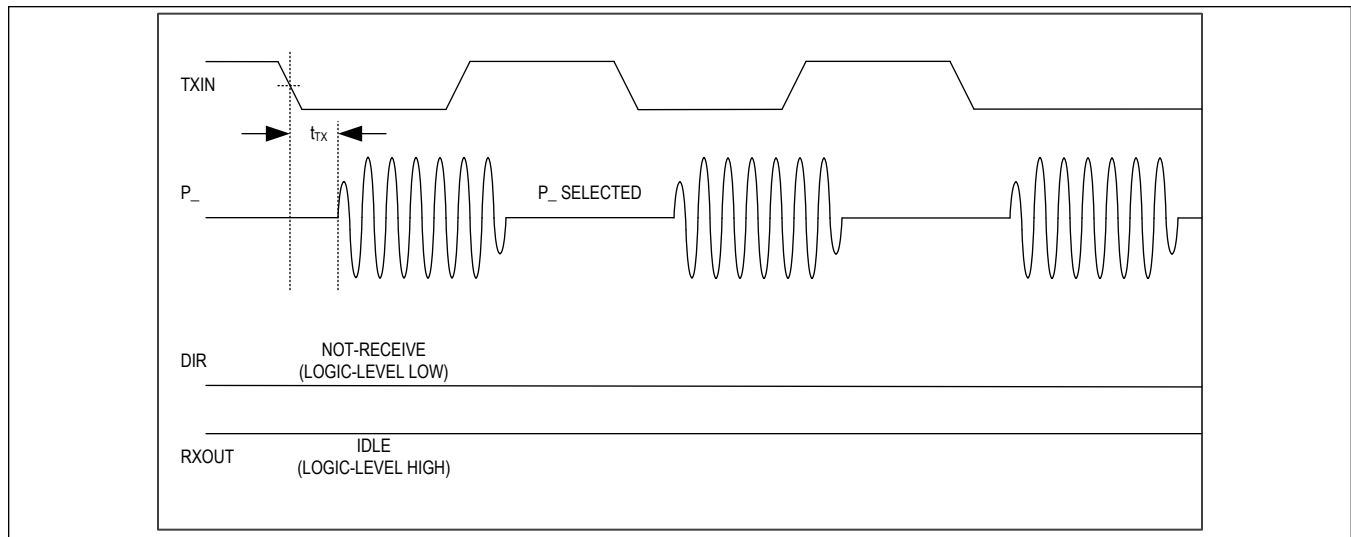 TXIN
tTX
P_
P_ SELECTED
DIR
NOT-RECEIVE
(LOGIC-LEVEL LOW)
RXOUT
IDLE
(LOGIC-LEVEL HIGH)